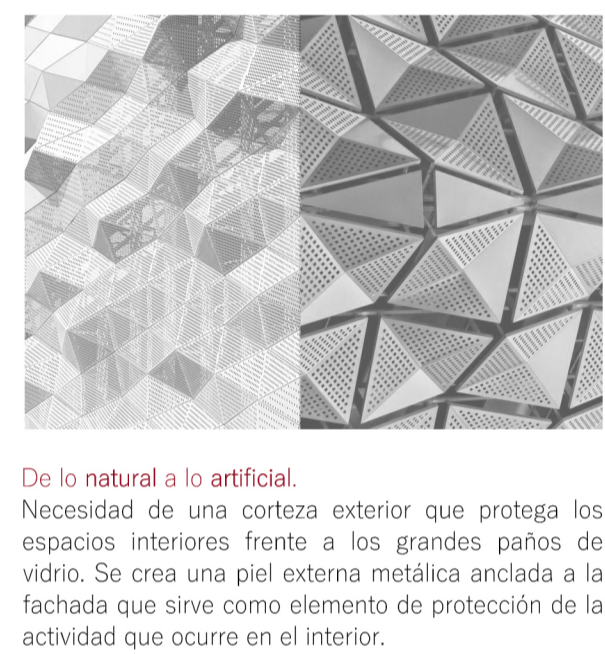 De lo natural a lo artificial.
Necesidad de una corteza exterior que protega los
espacios interiores frente a los grandes paños de
vidrio. Se crea una piel externa metálica anclada a la
fachada que sirve como elemento de protección de la
actividad que ocurre en el interior.